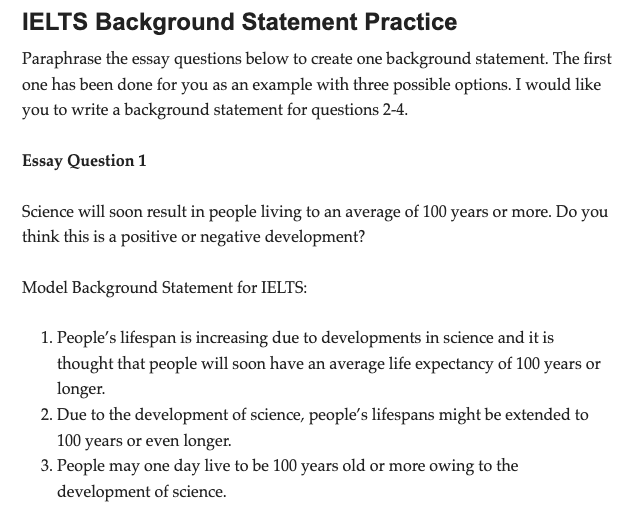 IELTS Background Statement Practice
Paraphrase the essay questions below to create one background statement. The first
one has been done for you as an example with three possible options. I would like
you to write a background statement for questions 2-4.
Essay Question 1
Science will soon result in people living to an average of 100 years or more. Do you
think this is a positive or negative development?
Model Background Statement for IELTS:
1. People’s lifespan is increasing due to developments in science and it is
thought that people will soon have an average life expectancy of 100 years or
longer.
2. Due to the development of science, people’s lifespans might be extended to
100 years or even longer.
3. People may one day live to be 100 years old or more owing to the
development of science.